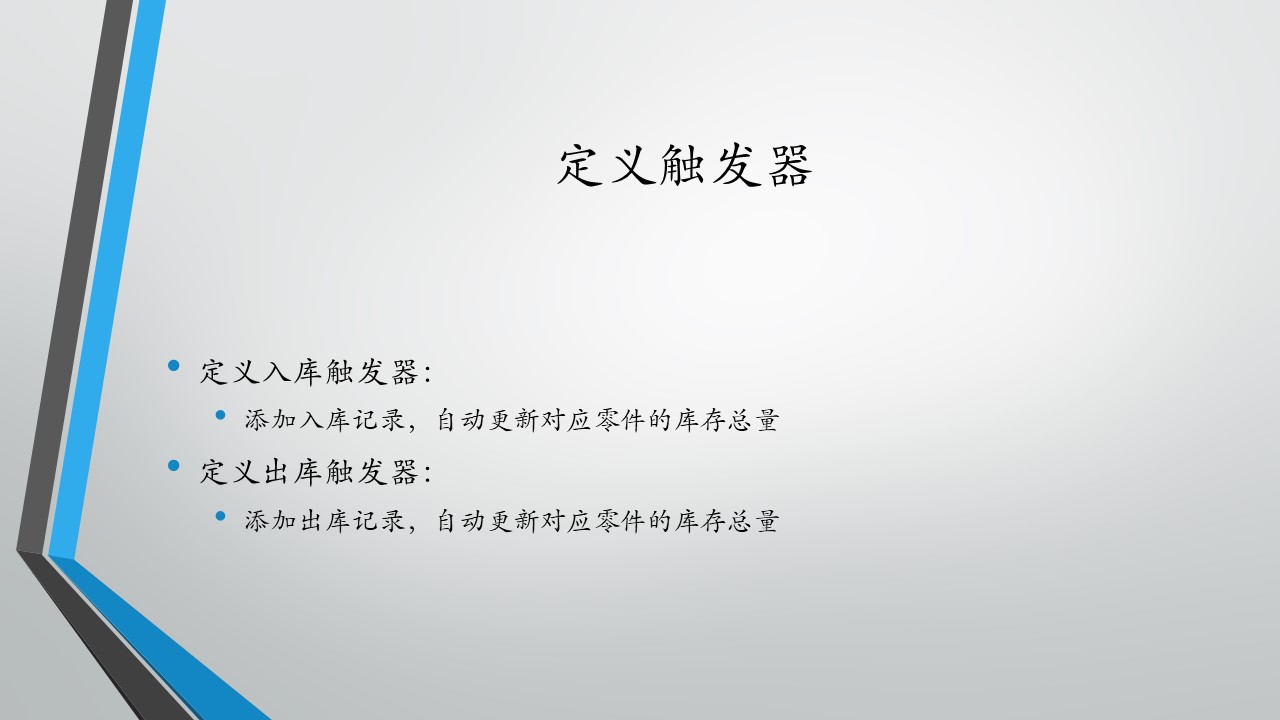 定义触发器
• 定义入库触发器：
• 添加入库记录，自动更新对应零件的库存总量
• 定义出库触发器：
• 添加出库记录，自动更新对应零件的库存总量